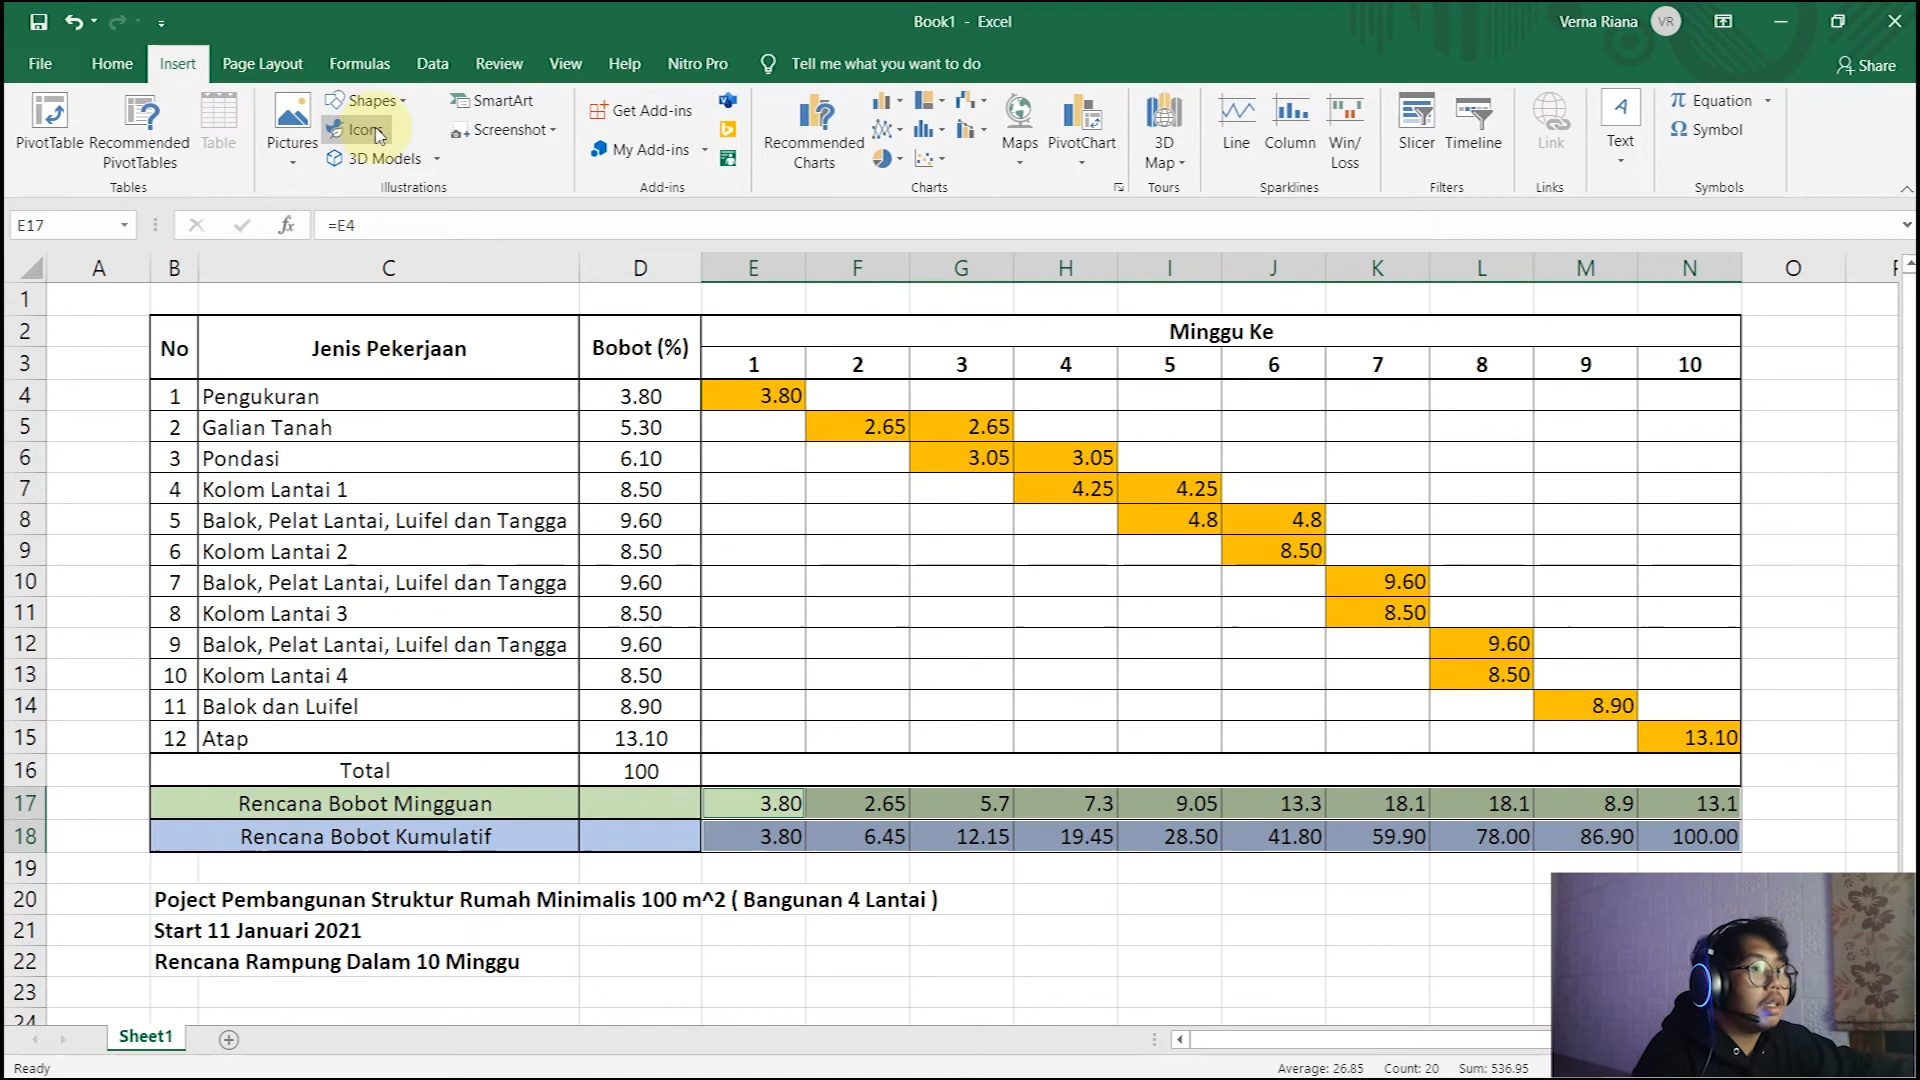 Book1 - Excel
Verna Riana VR
File Home Insert Page Layout Formulas Data Review View Help Nitro Pro Tell me what you want to do Share
PivotTable Recommended PivotTables Table
Tables
Pictures Shapes Icons 3D Models SmartArt Screenshot
Illustrations
Get Add-ins My Add-ins
Add-ins
Recommended Charts Maps PivotChart
Charts
3D Map
Tours
Line Column Win/Loss
Sparklines
Slicer Timeline
Filters
Link
Links
Text
Equation Symbol
Symbols
E17 fx =E4
A B C D E F G H I J K L M N O
1
2 No Jenis Pekerjaan Bobot (%) Minggu Ke
3 1 2 3 4 5 6 7 8 9 10
4 1 Pengukuran 3.80 3.80
5 2 Galian Tanah 5.30 2.65 2.65
6 3 Pondasi 6.10 3.05 3.05
7 4 Kolom Lantai 1 8.50 4.25 4.25
8 5 Balok, Pelat Lantai, Luifel dan Tangga 9.60 4.8 4.8
9 6 Kolom Lantai 2 8.50 8.50
10 7 Balok, Pelat Lantai, Luifel dan Tangga 9.60 9.60
11 8 Kolom Lantai 3 8.50 8.50
12 9 Balok, Pelat Lantai, Luifel dan Tangga 9.60 9.60
13 10 Kolom Lantai 4 8.50 8.50
14 11 Balok dan Luifel 8.90 8.90
15 12 Atap 13.10 13.10
16 Total 100
17 Rencana Bobot Mingguan 3.80 2.65 5.7 7.3 9.05 13.3 18.1 18.1 8.9 13.1
18 Rencana Bobot Kumulatif 3.80 6.45 12.15 19.45 28.50 41.80 59.90 78.00 86.90 100.00
19
20 Poject Pembangunan Struktur Rumah Minimalis 100 m^2 ( Bangunan 4 Lantai )
21 Start 11 Januari 2021
22 Rencana Rampung Dalam 10 Minggu
23
24
Sheet1
Ready Average: 26.85 Count: 20 Sum: 536.95